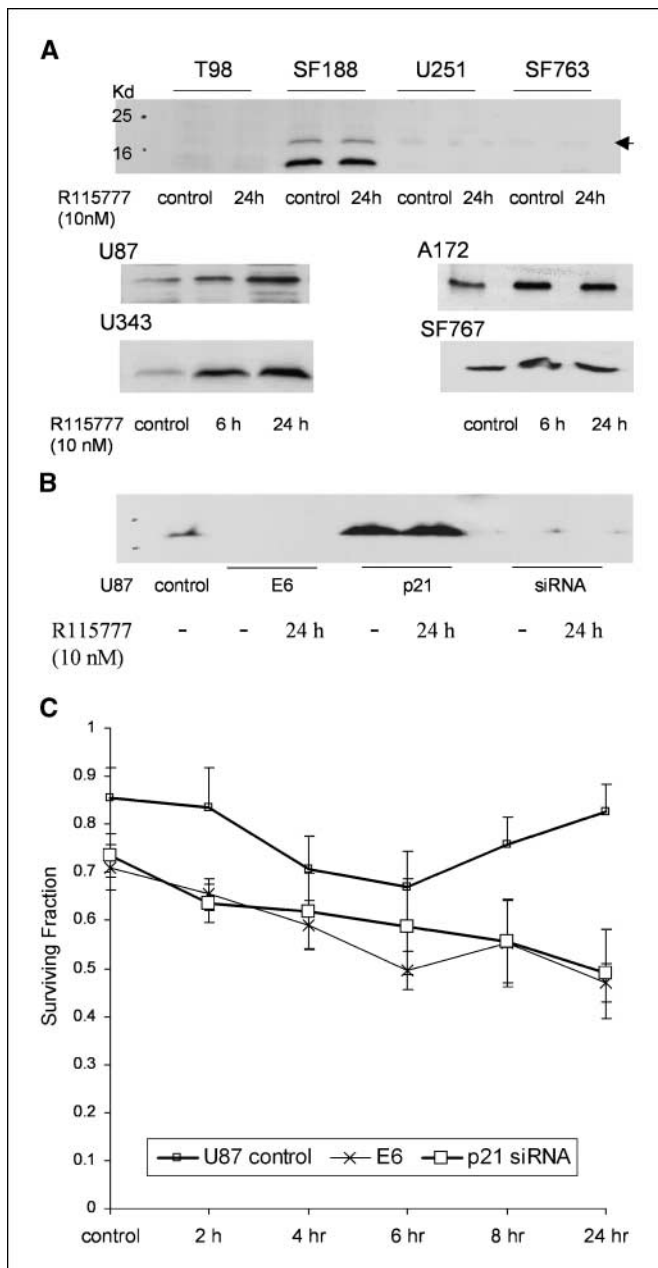 A
T98 SF188 U251 SF763
Kd
25
16
R115777 control 24h control 24h control 24h control 24h
(10nM)
U87
A172
U343
SF767
R115777 control 6 h 24 h control 6 h 24 h
(10 nM)
B
U87 control E6 p21 siRNA
R115777 - - 24 h - 24 h - 24 h
(10 nM)
C
1
0.9
0.8
0.7
0.6
0.5
0.4
0.3
0.2
0.1
0
Surviving Fraction
U87 control E6 p21 siRNA
control 2 h 4 hr 6 hr 8 hr 24 hr